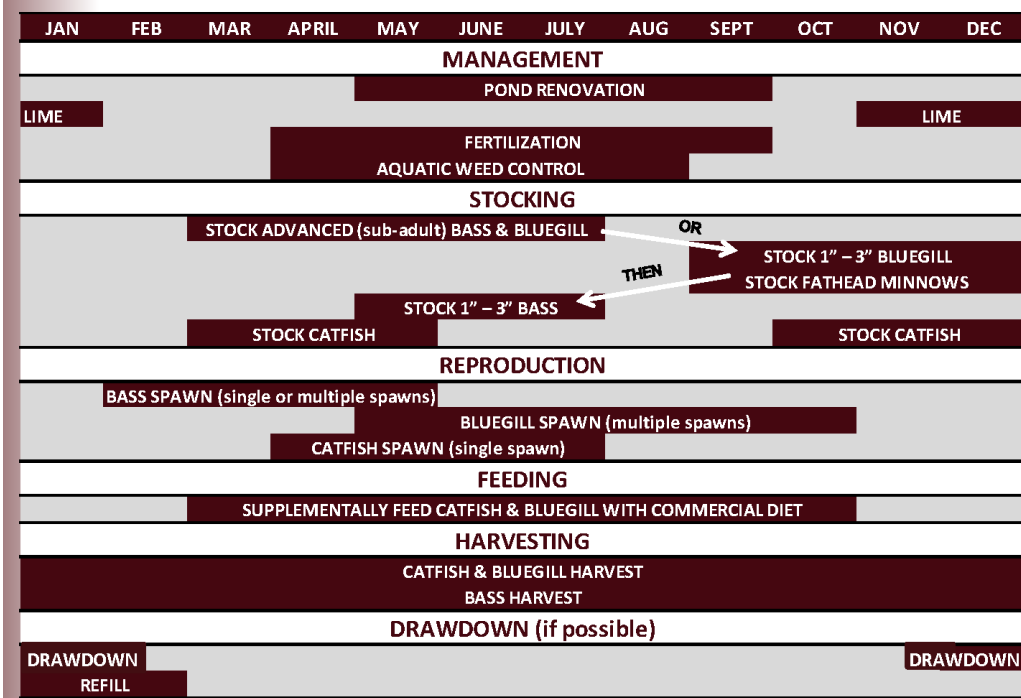 JAN FEB MAR APRIL MAY JUNE JULY AUG SEPT OCT NOV DEC
MANAGEMENT
POND RENOVATION
LIME LIME
FERTILIZATION
AQUATIC WEED CONTROL
STOCKING
STOCK ADVANCED (sub-adult) BASS & BLUEGILL OR
STOCK 1” – 3” BLUEGILL
THEN STOCK FATHEAD MINNOWS
STOCK 1” – 3” BASS
STOCK CATFISH STOCK CATFISH
REPRODUCTION
BASS SPAWN (single or multiple spawns)
BLUEGILL SPAWN (multiple spawns)
CATFISH SPAWN (single spawn)
FEEDING
SUPPLEMENTALLY FEED CATFISH & BLUEGILL WITH COMMERCIAL DIET
HARVESTING
CATFISH & BLUEGILL HARVEST
BASS HARVEST
DRAWDOWN (if possible)
DRAWDOWN DRAWDOWN
REFILL